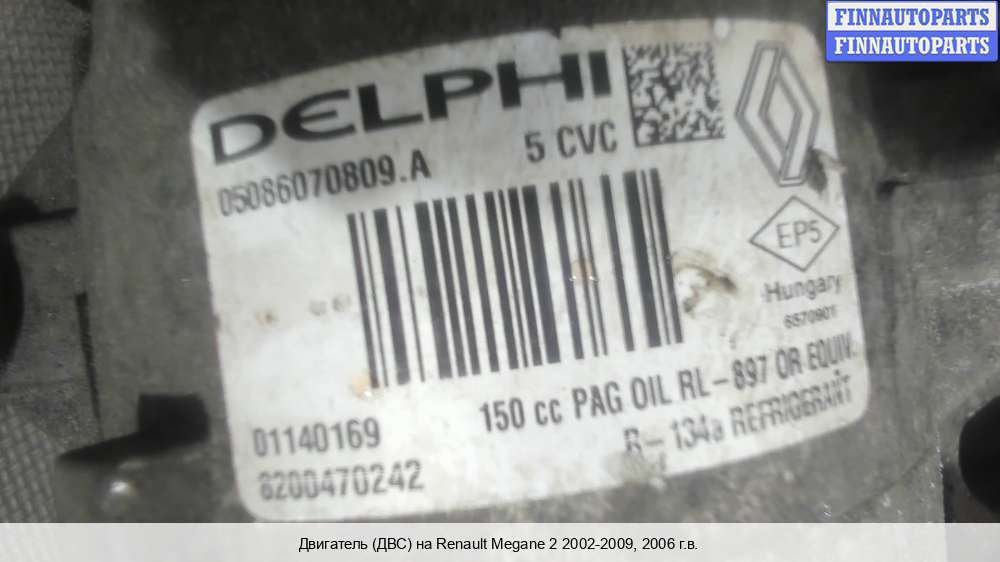 FINNAUTOPARTS
FINNAUTOPARTS
DELPHI
05086070809.A
5 CVC
EP5
Hungary
6570901
150 cc PAG OIL RL-897 OR EQUIV.
R-134a REFRIGERANT
01140169
8200470242
Двигатель (ДВС) на Renault Megane 2 2002-2009, 2006 г.в.